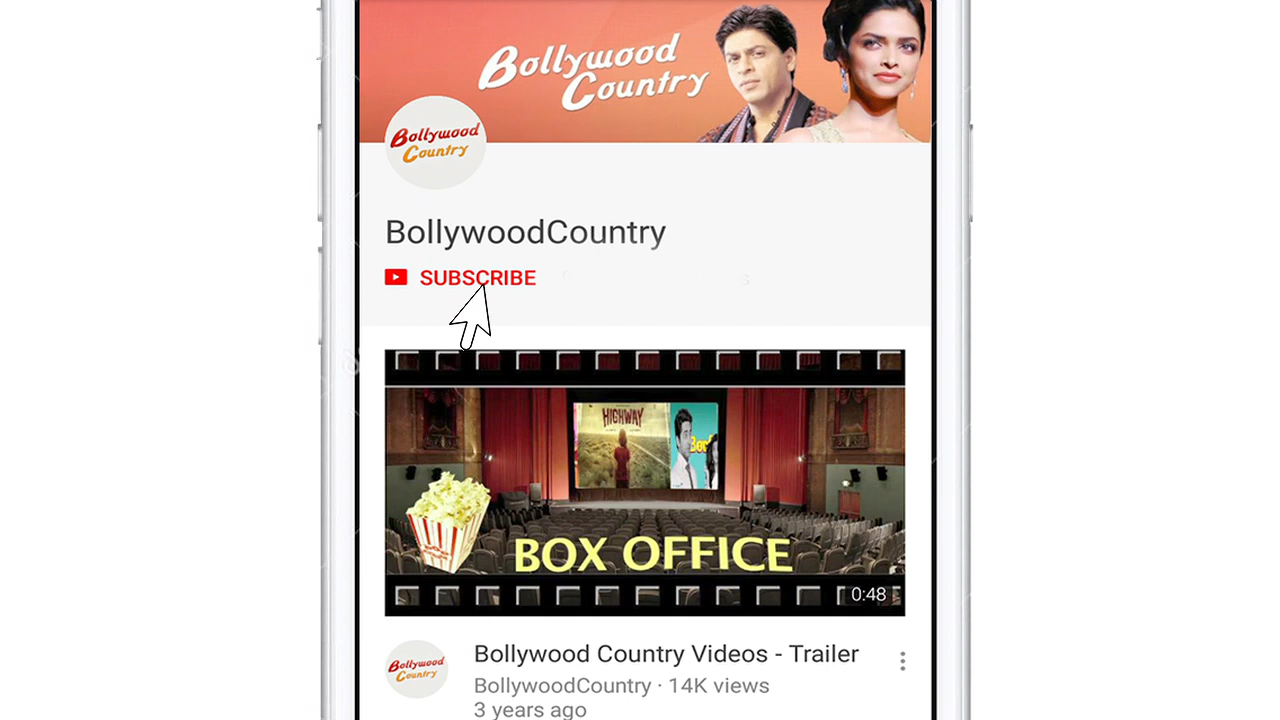 Bollywood
Country
Bollywood
Country
BollywoodCountry
SUBSCRIBE
HIGHWAY
BOX OFFICE
0:48
Bollywood
Country
Bollywood Country Videos - Trailer
BollywoodCountry · 14K views
3 years ago